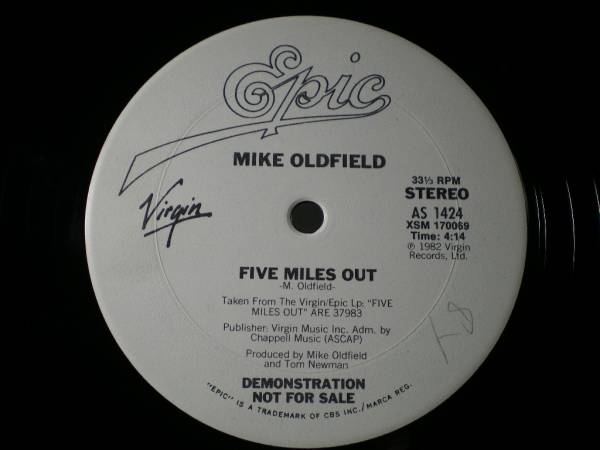 Epic
MIKE OLDFIELD
Virgin
33⅓ RPM
STEREO
AS 1424
XSM 170069
Time: 4:14
℗ 1982 Virgin
Records, Ltd.
FIVE MILES OUT
-M. Oldfield-
Taken From The Virgin/Epic Lp: "FIVE
MILES OUT" ARE 37983
Publisher: Virgin Music Inc. Adm. by
Chappell Music (ASCAP)
Produced by Mike Oldfield
and Tom Newman
DEMONSTRATION
NOT FOR SALE
"EPIC" IS A TRADEMARK OF CBS INC./MARCA REG.